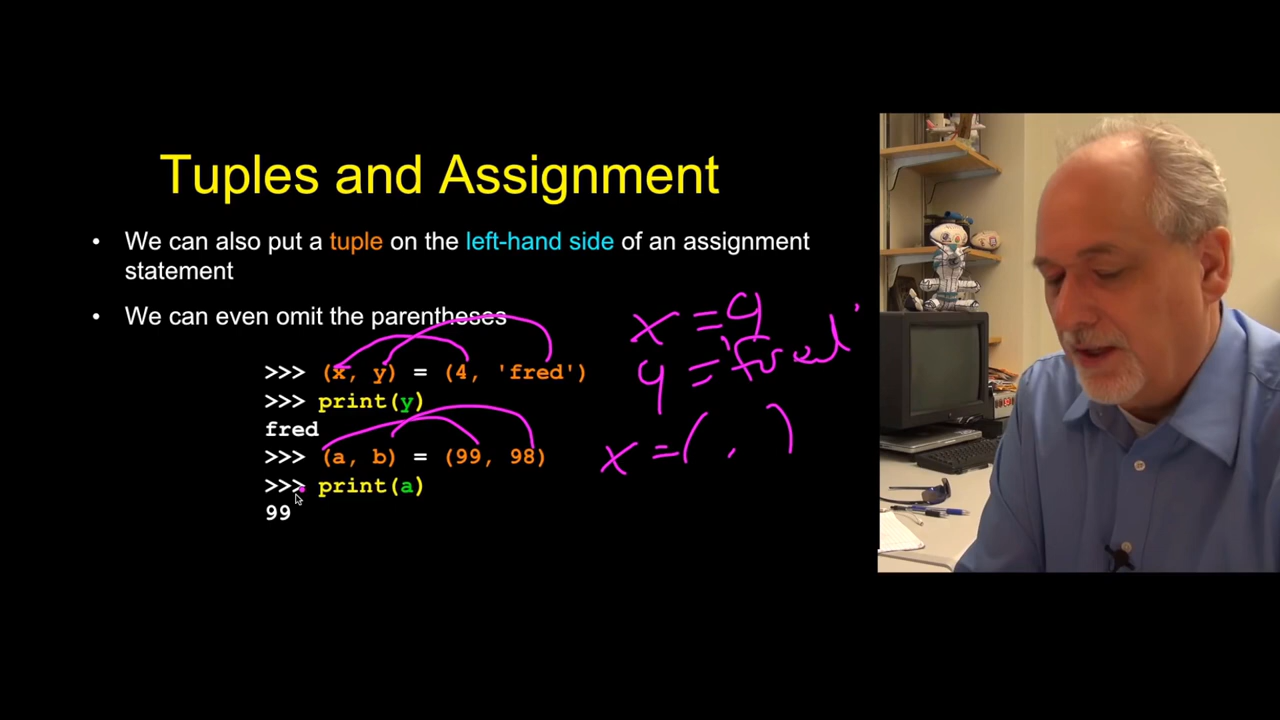 Tuples and Assignment
• We can also put a tuple on the left-hand side of an assignment
statement
• We can even omit the parentheses
x = 4
y = 'fred'
x = ( , )
>>> (x, y) = (4, 'fred')
>>> print(y)
fred
>>> (a, b) = (99, 98)
>>> print(a)
99